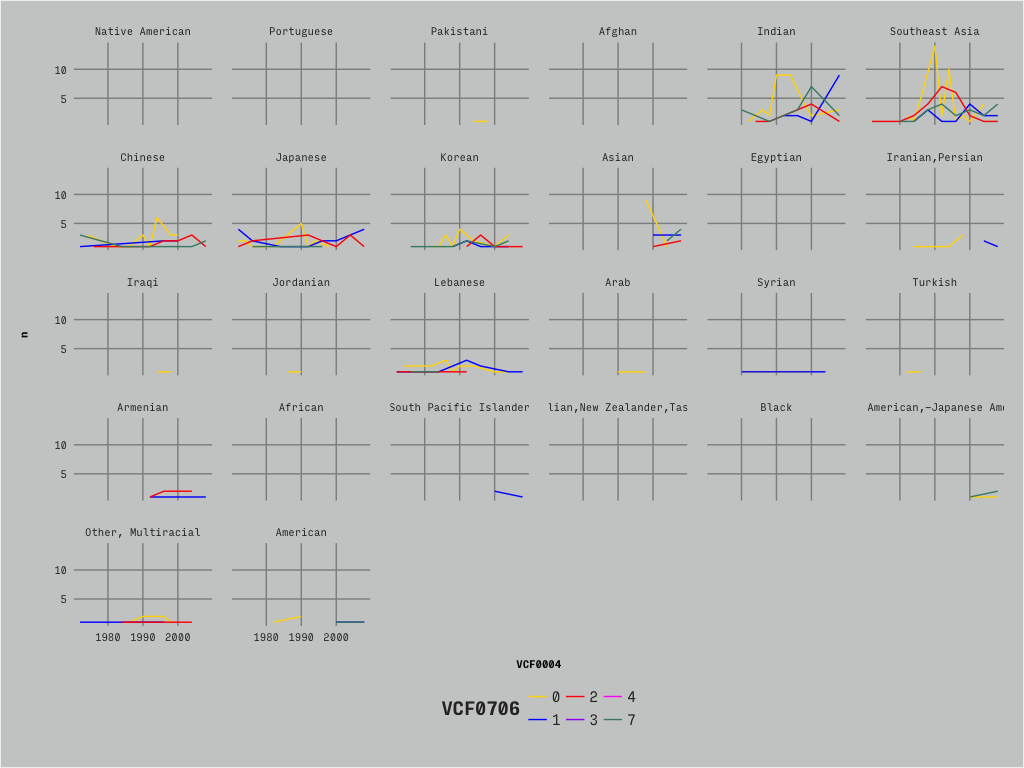 Native American Portuguese Pakistani Afghan Indian Southeast Asia
10
5
Chinese Japanese Korean Asian Egyptian Iranian,Persian
10
5
Iraqi Jordanian Lebanese Arab Syrian Turkish
n
10
5
Armenian African South Pacific Islander lian,New Zealander,Tas Black American,-Japanese Ame
10
5
Other, Multiracial American
10
5
1980 1990 2000 1980 1990 2000
VCF0004
VCF0706
0 2 4
1 3 7